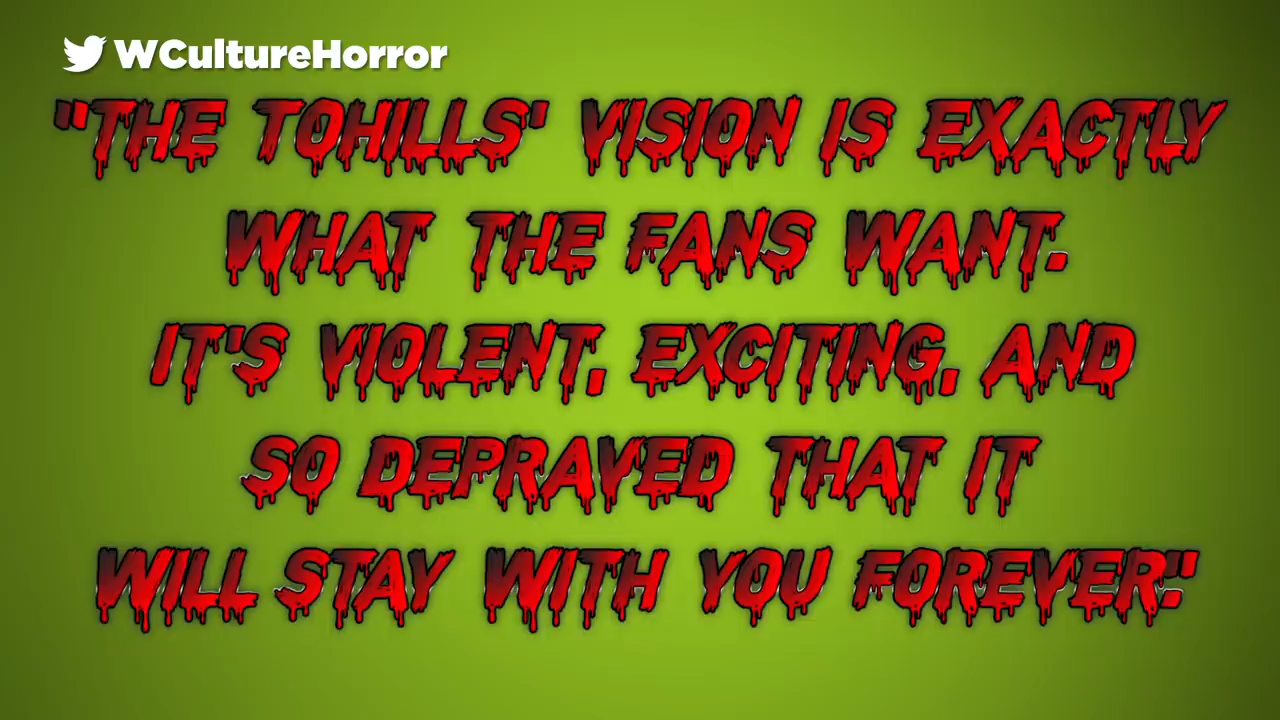 WCultureHorror
"THE TOHILLS' VISION IS EXACTLY
WHAT THE FANS WANT.
IT'S VIOLENT, EXCITING, AND
SO DEPRAVED THAT IT
WILL STAY WITH YOU FOREVER."